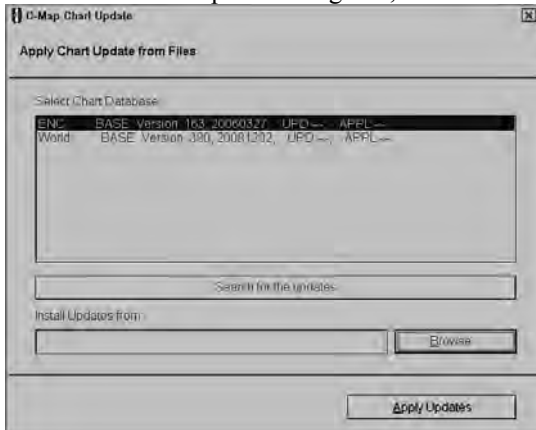 C-Map Chart Update
Apply Chart Update from Files
Select Chart Database
ENC BASE Version 163, 20060327, UPD ---, APPL ---
World BASE Version 380, 20081202, UPD ---, APPL ---
Search for the updates
Install Updates from
Browse
Apply Updates